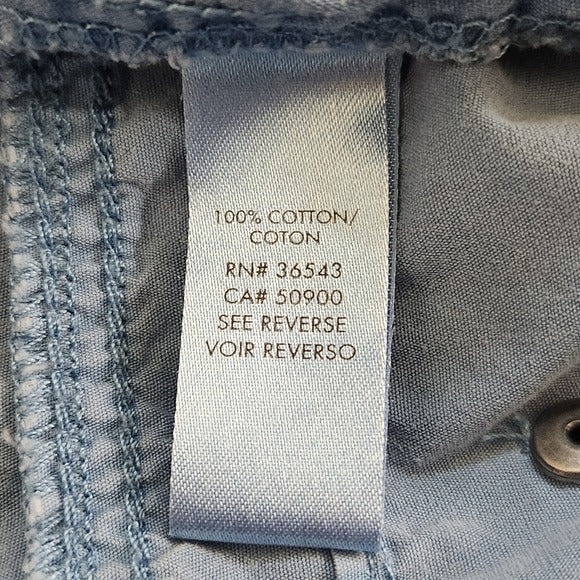 100% COTTON/
COTON
RN# 36543
CA# 50900
SEE REVERSE
VOIR REVERSO